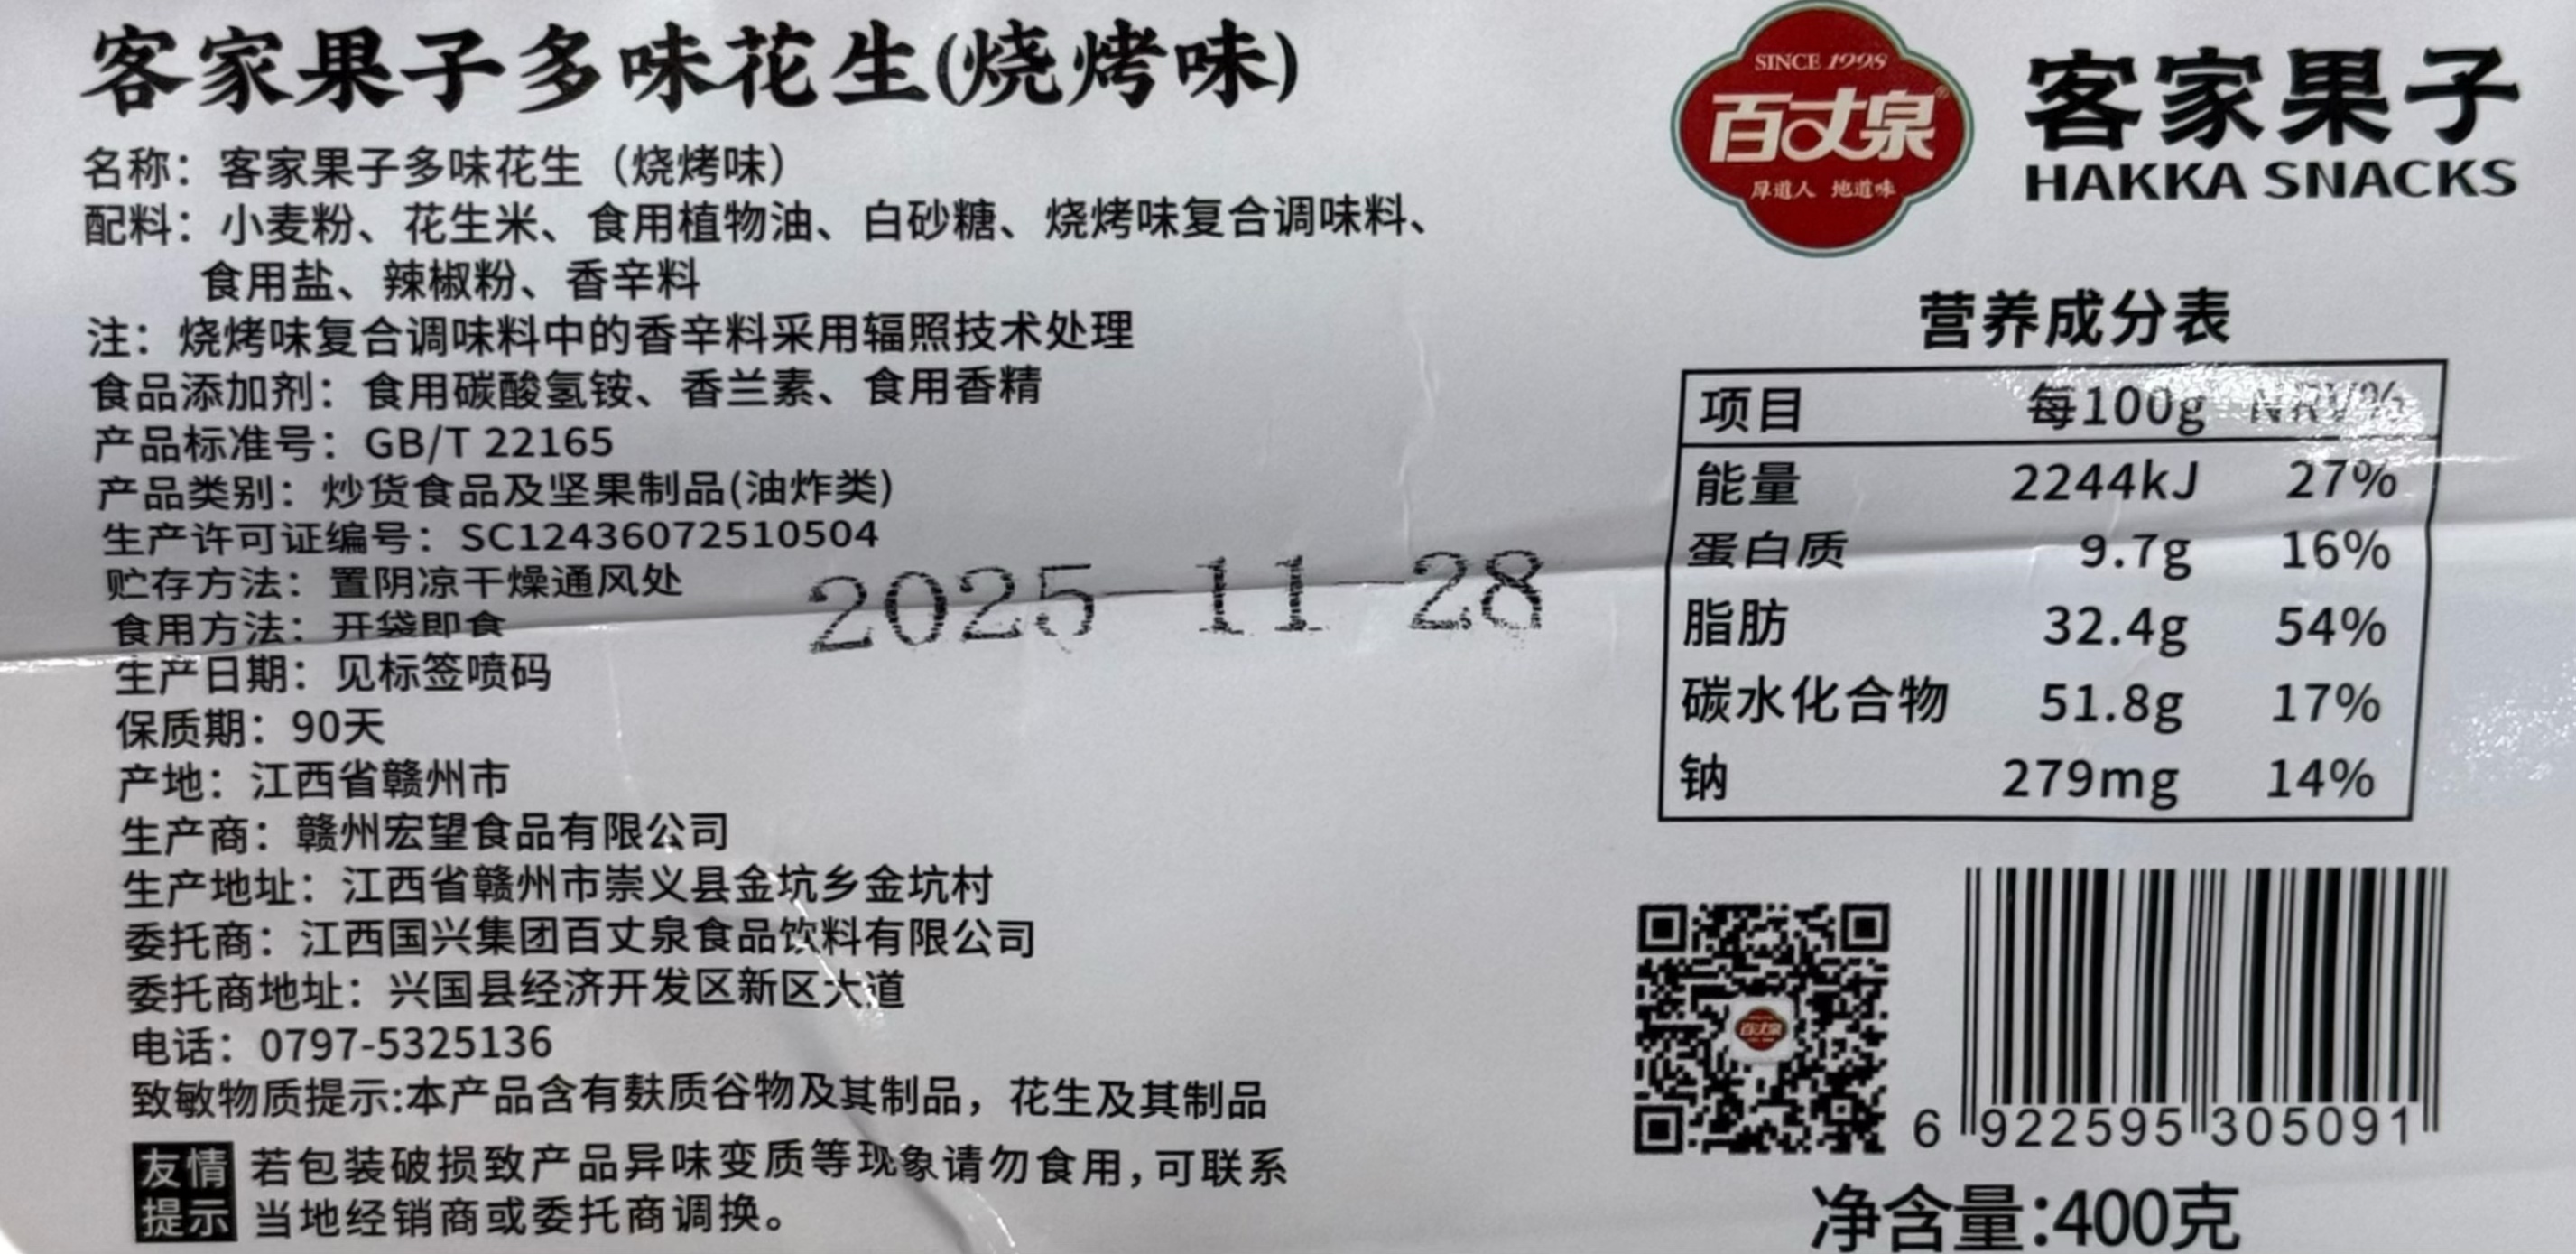 客家果子多味花生(烧烤味)
名称：客家果子多味花生（烧烤味）
配料：小麦粉、花生米、食用植物油、白砂糖、烧烤味复合调味料、
食用盐、辣椒粉、香辛料
注：烧烤味复合调味料中的香辛料采用辐照技术处理
食品添加剂：食用碳酸氢铵、香兰素、食用香精
产品标准号：GB/T 22165
产品类别：炒货食品及坚果制品(油炸类)
生产许可证编号：SC12436072510504
贮存方法：置阴凉干燥通风处
食用方法：开袋即食
生产日期：见标签喷码
2025 11 28
保质期：90天
产地：江西省赣州市
生产商：赣州宏望食品有限公司
生产地址：江西省赣州市崇义县金坑乡金坑村
委托商：江西国兴集团百丈泉食品饮料有限公司
委托商地址：兴国县经济开发区新区大道
电话：0797-5325136
致敏物质提示:本产品含有麸质谷物及其制品，花生及其制品
友情
提示
若包装破损致产品异味变质等现象请勿食用,可联系
当地经销商或委托商调换。
SINCE 1998
百丈泉®
厚道人 地道味
客家果子
HAKKA SNACKS
营养成分表
项目 每100g NRV%
能量 2244kJ 27%
蛋白质 9.7g 16%
脂肪 32.4g 54%
碳水化合物 51.8g 17%
钠 279mg 14%
百丈泉
6 922595 305091
净含量:400克